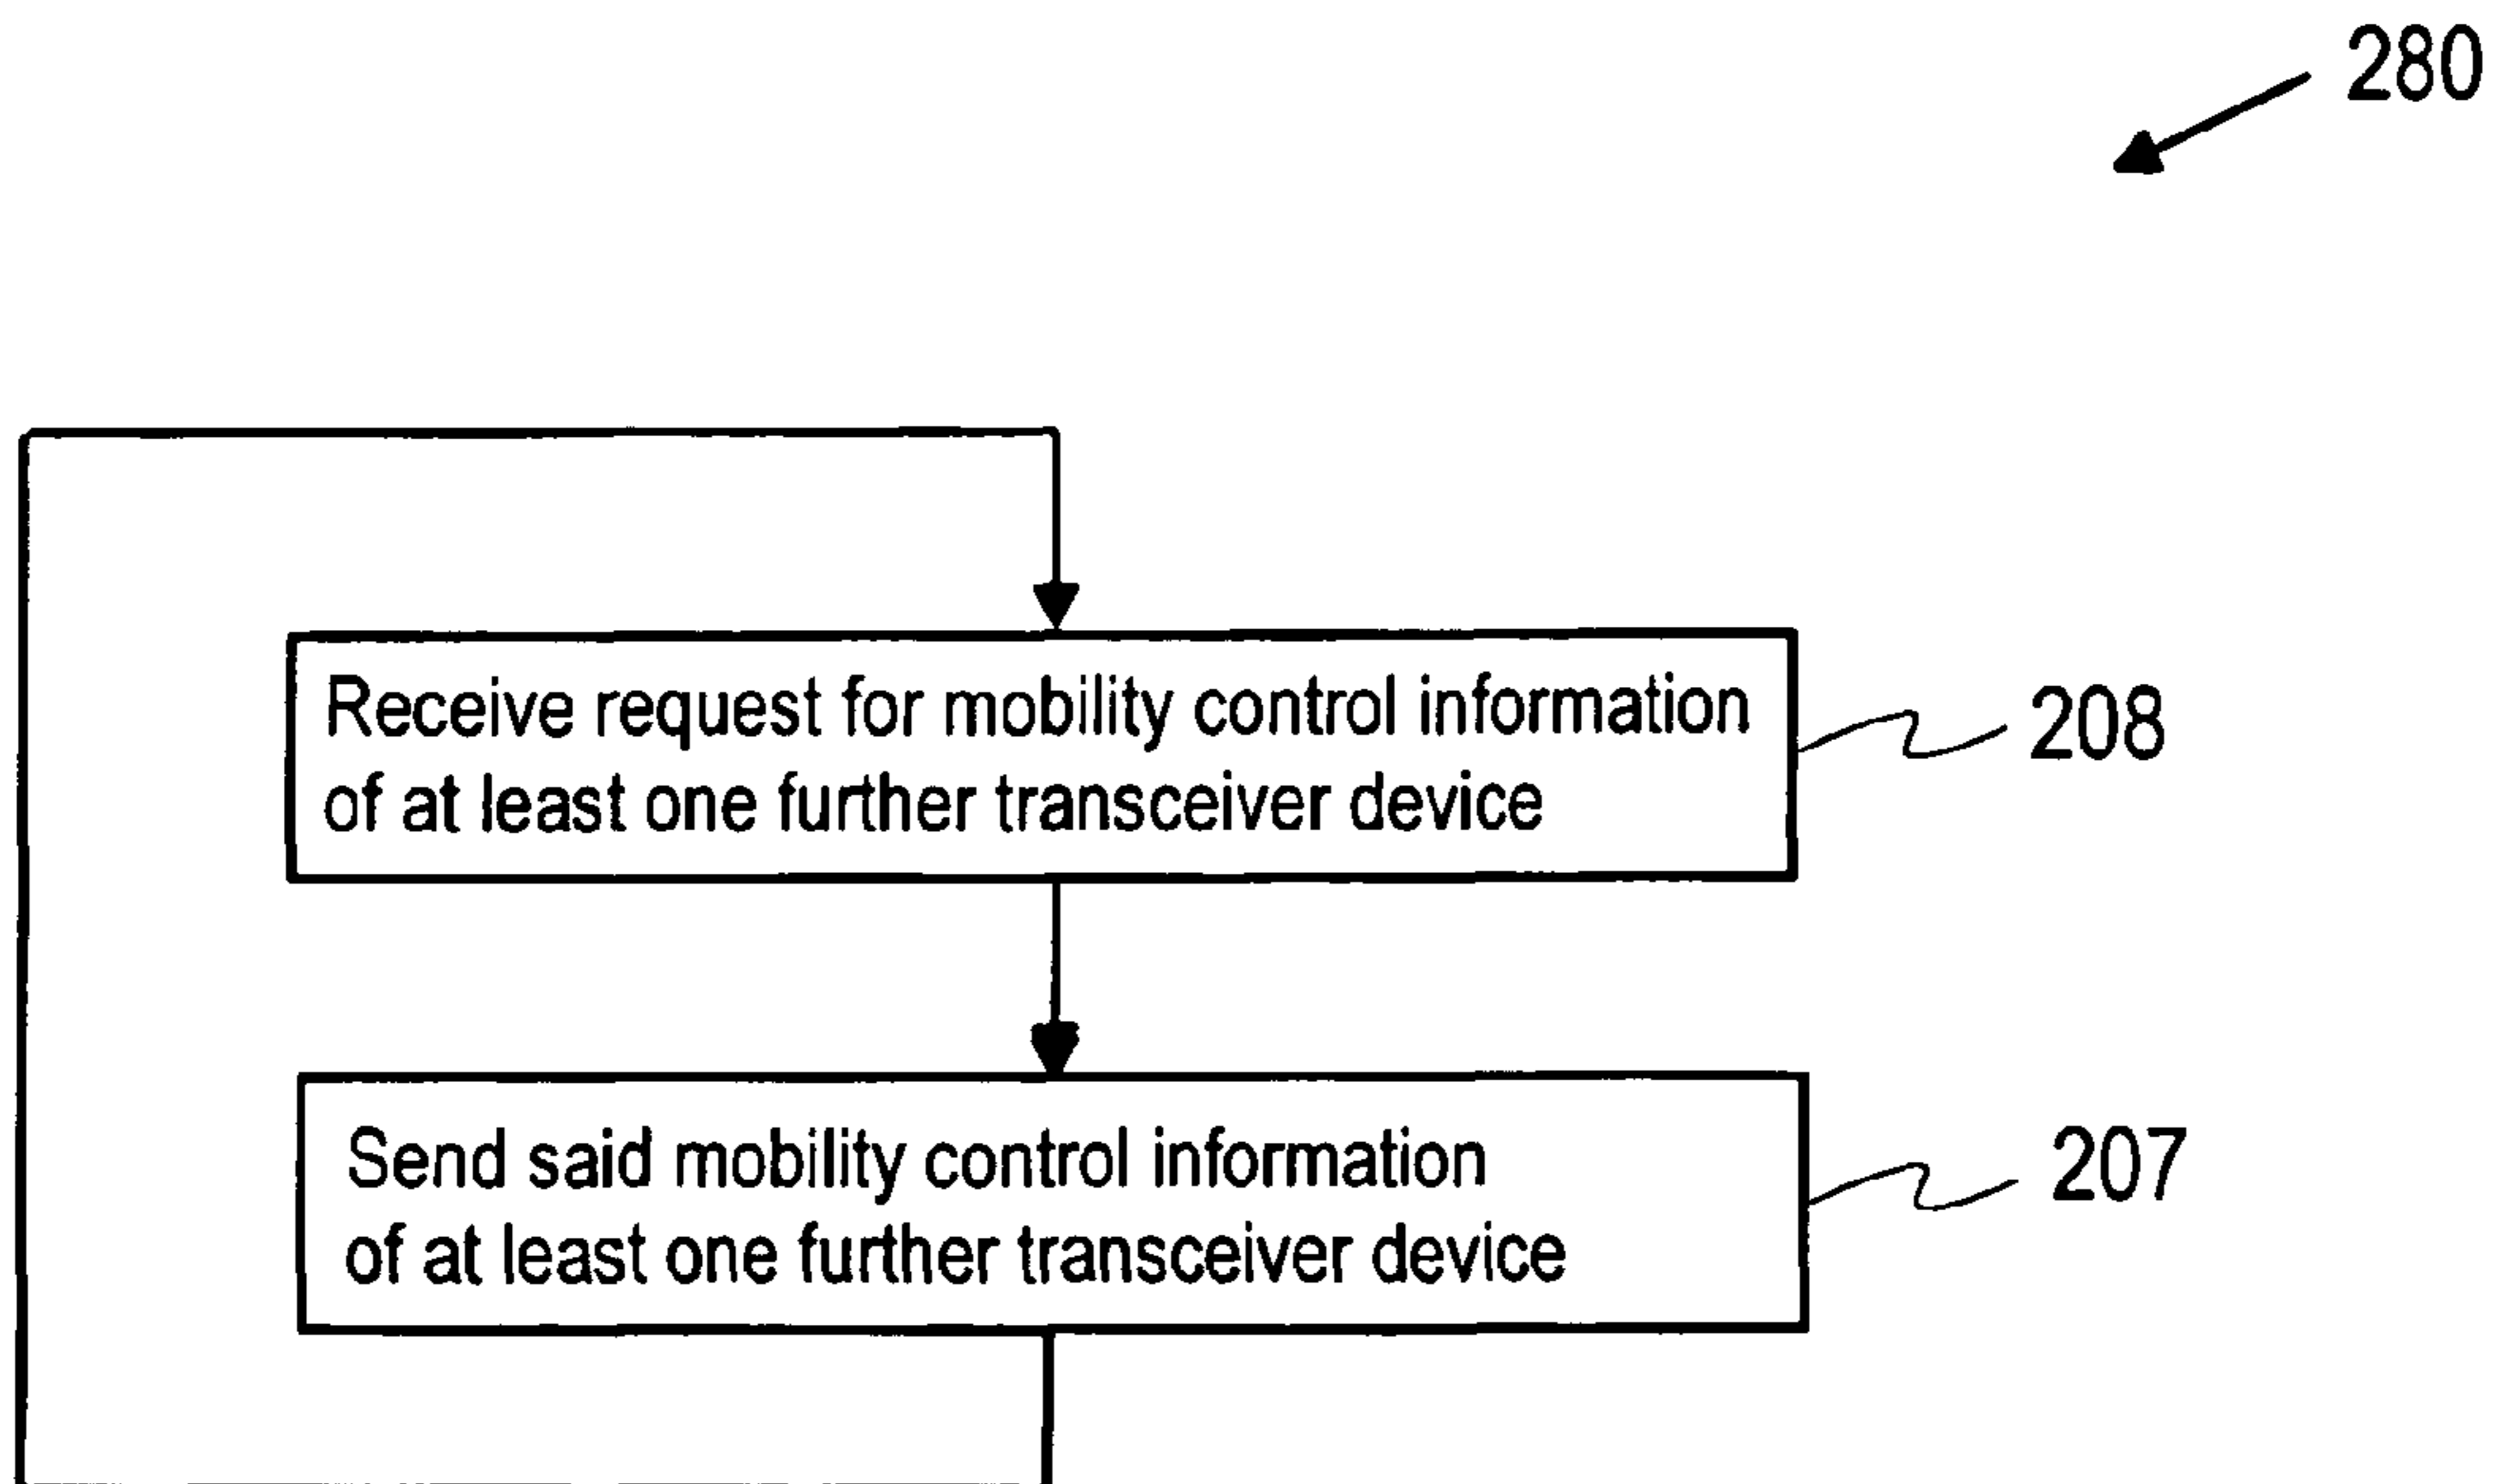 280
Receive request for mobility control information
of at least one further transceiver device
208
Send said mobility control information
of at least one further transceiver device
207